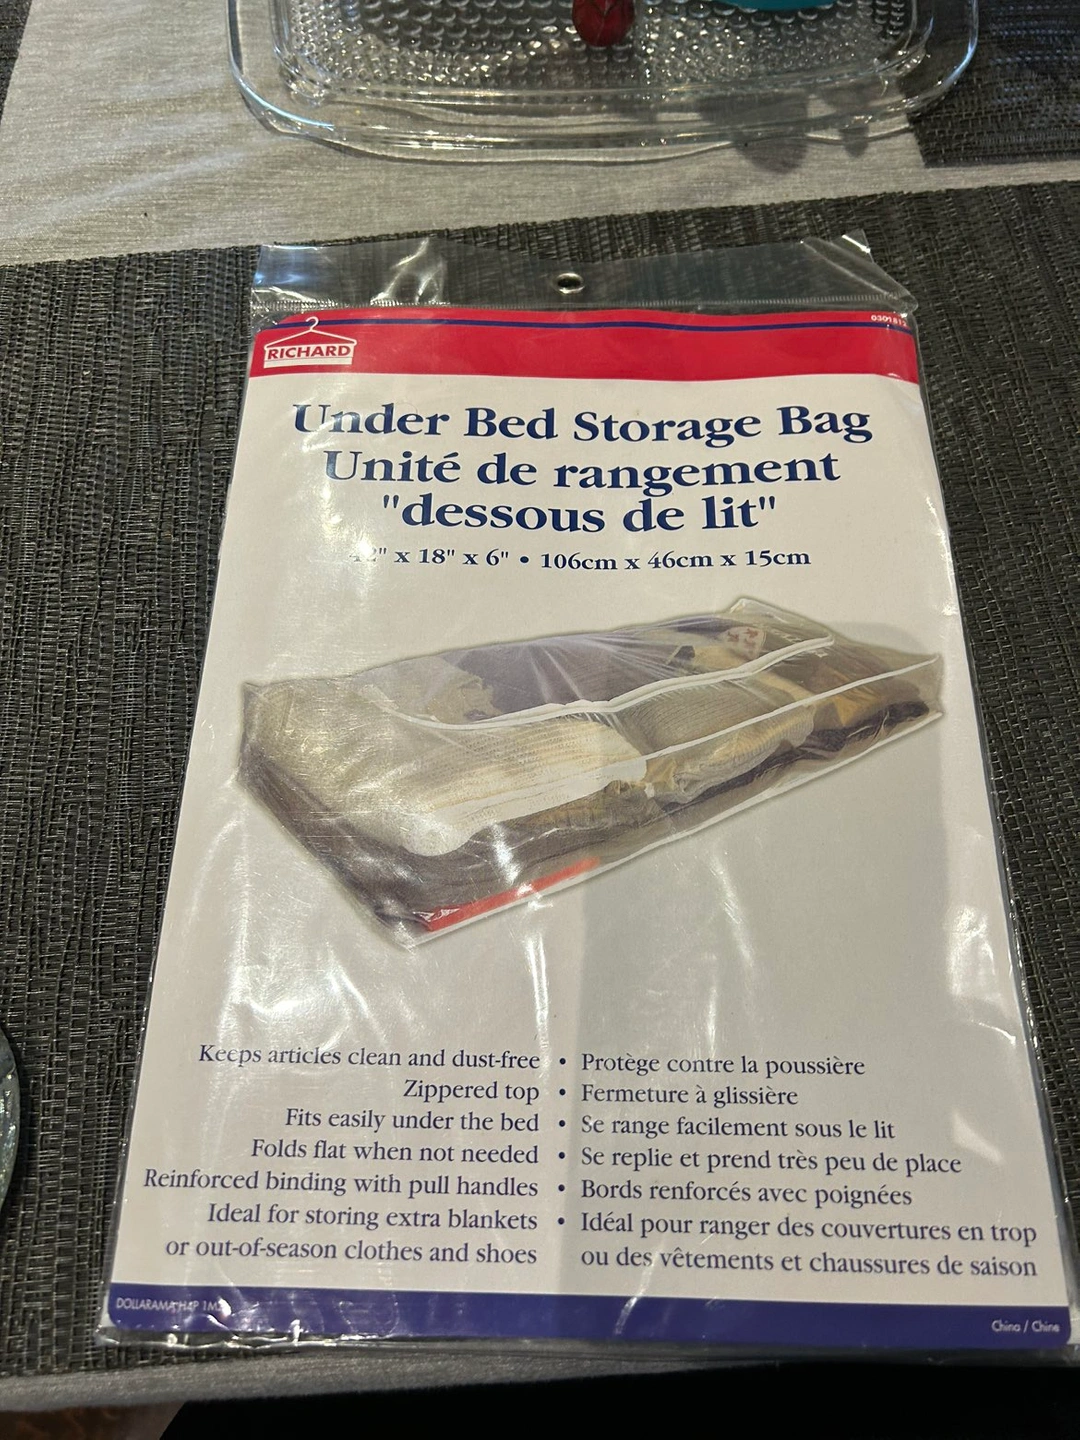 RICHARD
Under Bed Storage Bag
Unité de rangement
"dessous de lit"
x 18" x 6" • 106cm x 46cm x 15cm
Keeps articles clean and dust-free • Protège contre la poussière
Zippered top • Fermeture à glissière
Fits easily under the bed • Se range facilement sous le lit
Folds flat when not needed • Se replie et prend très peu de place
Reinforced binding with pull handles • Bords renforcés avec poignées
Ideal for storing extra blankets • Idéal pour ranger des couvertures en trop
or out-of-season clothes and shoes ou des vêtements et chaussures de saison
DOLLARAMA H4P China / Chine